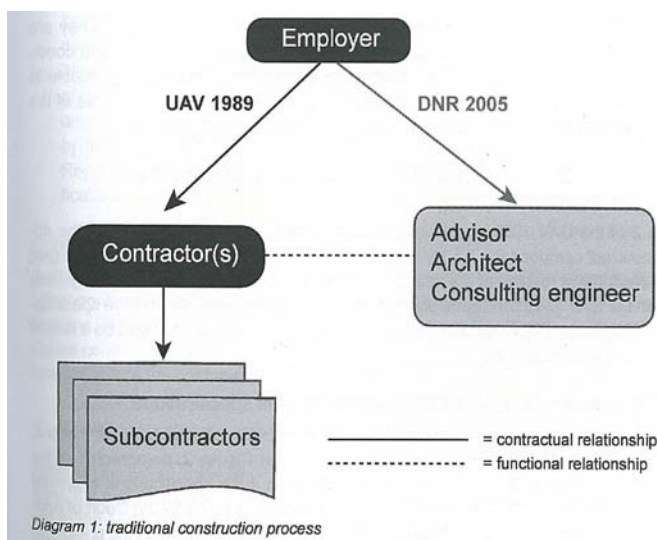 Employer
UAV 1989
DNR 2005
Contractor(s)
Advisor
Architect
Consulting engineer
Subcontractors
= contractual relationship
= functional relationship
Diagram 1: traditional construction process